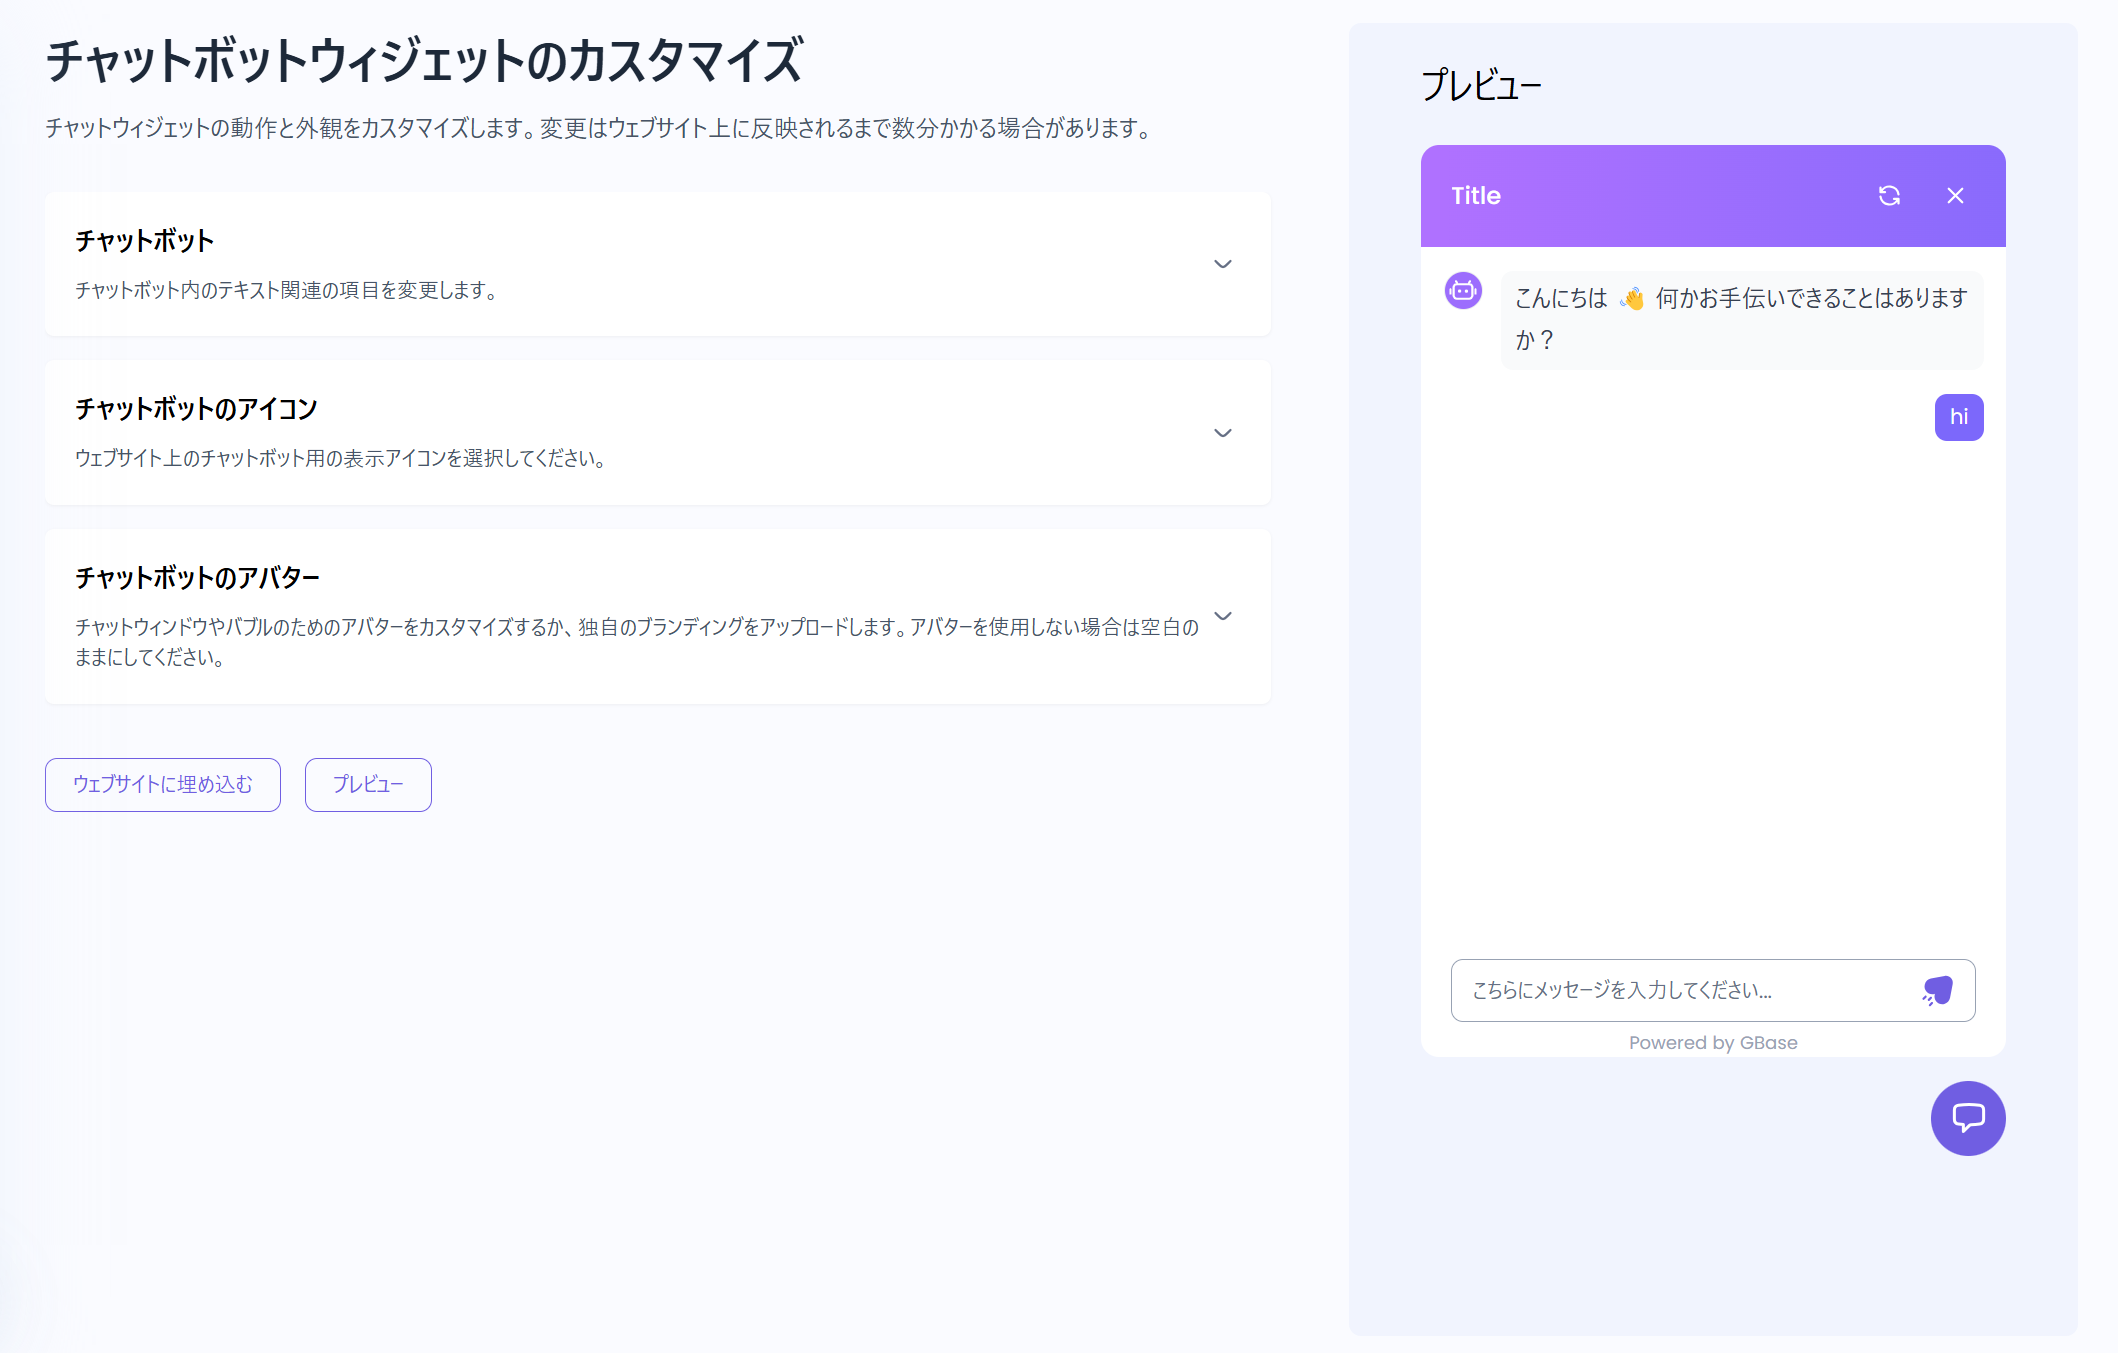 チャットボットウィジェットのカスタマイズ
チャットウィジェットの動作と外観をカスタマイズします。変更はウェブサイト上に反映されるまで数分かかる場合があります。
チャットボット
チャットボット内のテキスト関連の項目を変更します。
チャットボットのアイコン
ウェブサイト上のチャットボット用の表示アイコンを選択してください。
チャットボットのアバター
チャットウィンドウやバブルのためのアバターをカスタマイズするか、独自のブランディングをアップロードします。アバターを使用しない場合は空白の
ままにしてください。
ウェブサイトに埋め込む
プレビュー
プレビュー
Title
こんにちは 👋 何かお手伝いできることはあります
か？
hi
こちらにメッセージを入力してください...
Powered by GBase